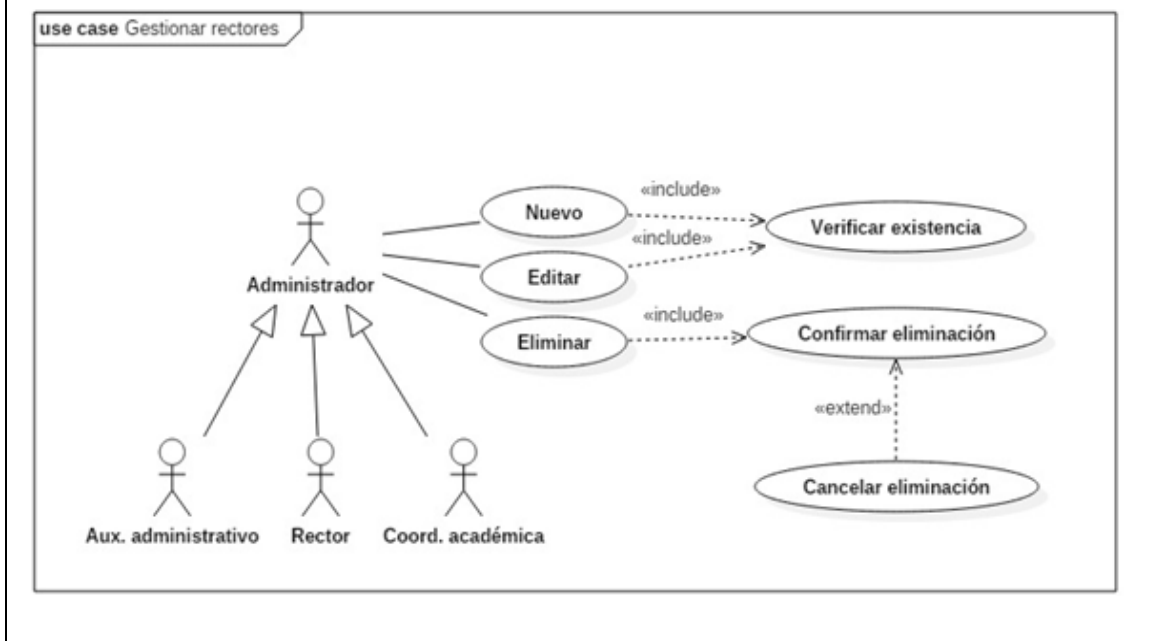 use case Gestionar rectores
«include»
Nuevo
Verificar existencia
«include»
Editar
Administrador
«include»
Confirmar eliminación
Eliminar
«extend»
Cancelar eliminación
Aux. administrativo
Rector
Coord. académica